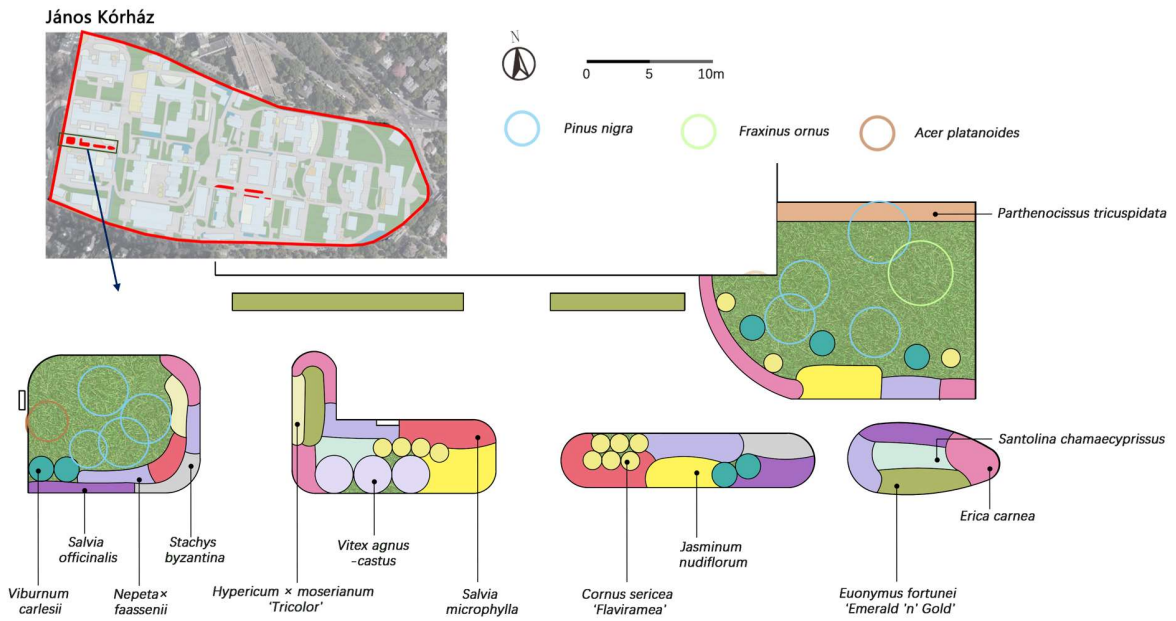 János Kórház
N
0 5 10m
Pinus nigra
Fraxinus ornus
Acer platanoides
Parthenocissus tricuspidata
Santolina chamaecyprissus
Erica carnea
Salvia
officinalis
Stachys
byzantina
Vitex agnus
-castus
Jasminum
nudiflorum
Viburnum
carlesii
Nepeta×
faassenii
Hypericum × moserianum
'Tricolor'
Salvia
microphylla
Cornus sericea
'Flaviramea'
Euonymus fortunei
'Emerald 'n' Gold'